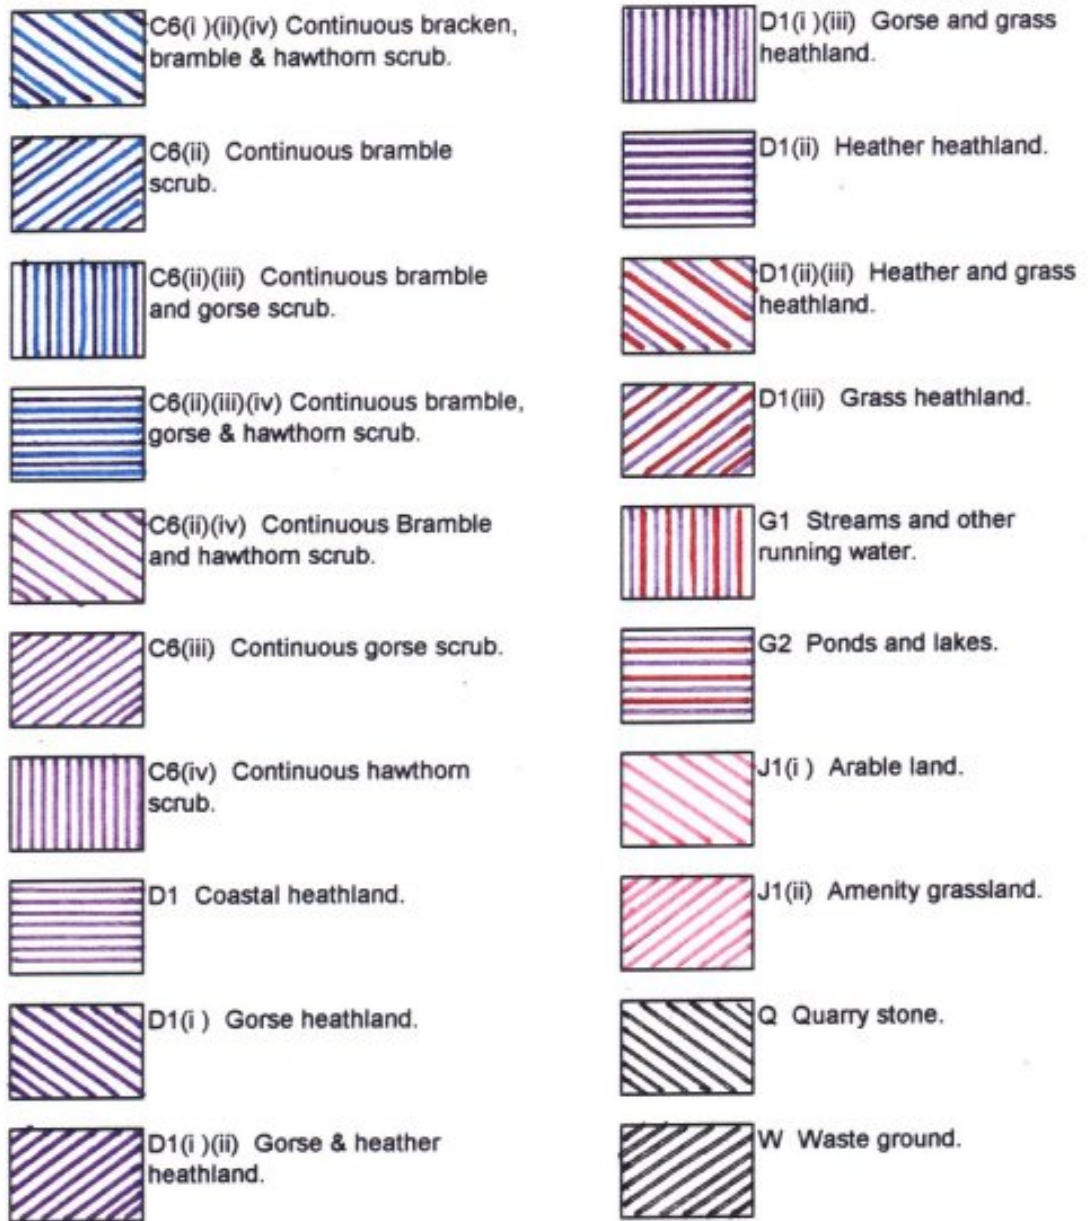 C6(i )(ii)(iv) Continuous bracken,
bramble & hawthorn scrub.
C6(ii) Continuous bramble
scrub.
C6(ii)(iii) Continuous bramble
and gorse scrub.
C6(ii)(iii)(iv) Continuous bramble,
gorse & hawthorn scrub.
C6(ii)(iv) Continuous Bramble
and hawthorn scrub.
C6(iii) Continuous gorse scrub.
C6(iv) Continuous hawthorn
scrub.
D1 Coastal heathland.
D1(i ) Gorse heathland.
D1(i )(ii) Gorse & heather
heathland.
D1(i )(iii) Gorse and grass
heathland.
D1(ii) Heather heathland.
D1(ii)(iii) Heather and grass
heathland.
D1(iii) Grass heathland.
G1 Streams and other
running water.
G2 Ponds and lakes.
J1(i ) Arable land.
J1(ii) Amenity grassland.
Q Quarry stone.
W Waste ground.